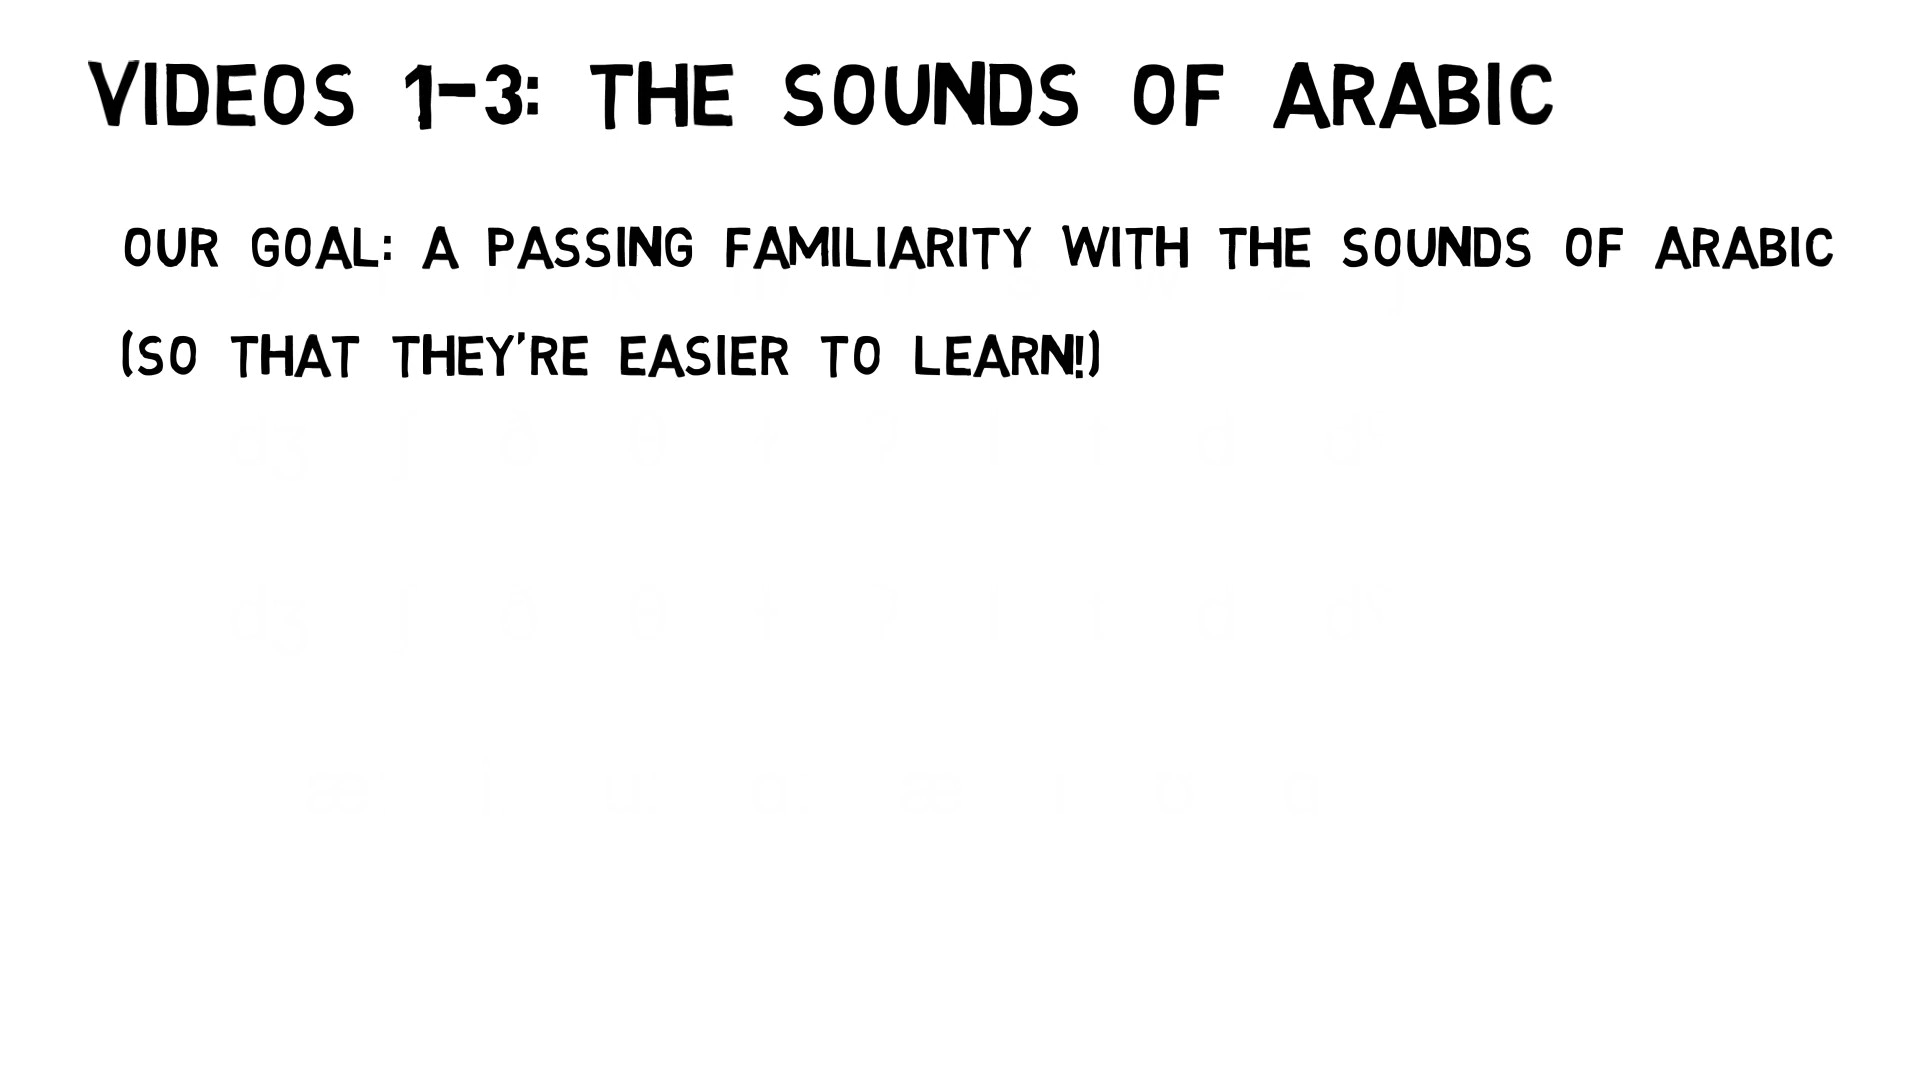 VIDEOS 1-3: THE SOUNDS OF ARABIC
OUR GOAL: A PASSING FAMILIARITY WITH THE SOUNDS OF ARABIC
(SO THAT THEY'RE EASIER TO LEARN!)